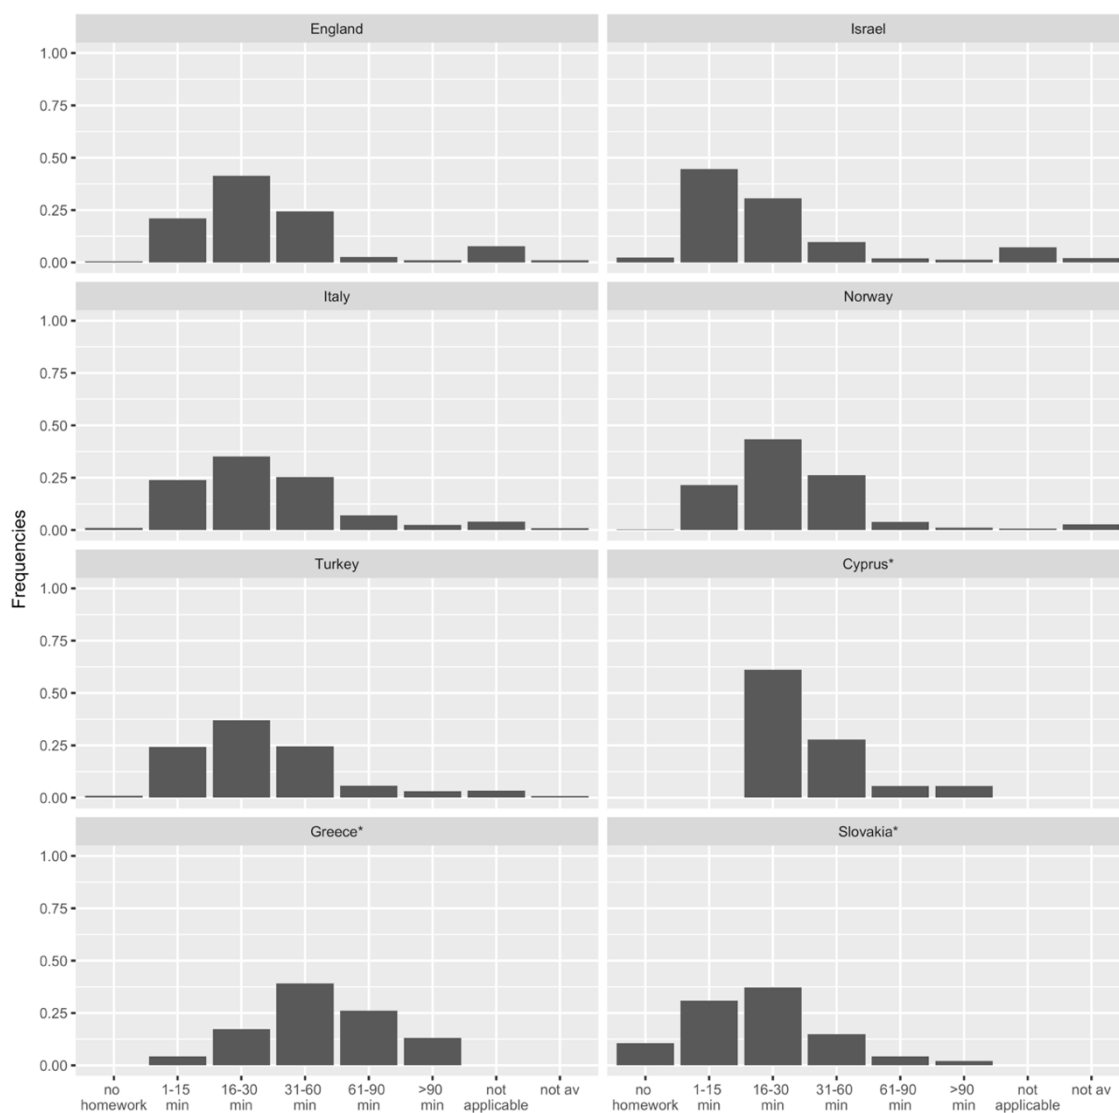 England
Israel
1.00
0.75
0.50
0.25
0.00
Italy
Norway
1.00
0.75
0.50
0.25
0.00
Frequencies
Turkey
Cyprus*
1.00
0.75
0.50
0.25
0.00
Greece*
Slovakia*
1.00
0.75
0.50
0.25
0.00
no
homework
1-15
min
16-30
min
31-60
min
61-90
min
>90
min
not
applicable
not av
no
homework
1-15
min
16-30
min
31-60
min
61-90
min
>90
min
not
applicable
not av